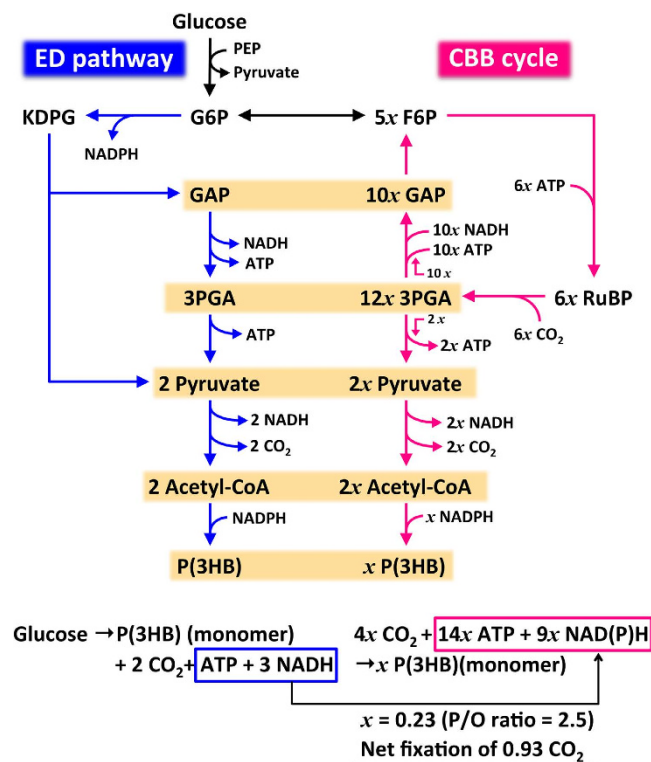 Glucose
ED pathway
PEP
Pyruvate
CBB cycle
KDPG
G6P
5x F6P
NADPH
6x ATP
GAP
10x GAP
NADH
ATP
10x NADH
10x ATP
10x
3PGA
12x 3PGA
6x RuBP
ATP
2x
2x ATP
6x CO₂
2 Pyruvate
2x Pyruvate
2 NADH
2 CO₂
2x NADH
2x CO₂
2 Acetyl-CoA
2x Acetyl-CoA
NADPH
x NADPH
P(3HB)
x P(3HB)
Glucose → P(3HB) (monomer)
+ 2 CO₂+ ATP + 3 NADH
4x CO₂ + 14x ATP + 9x NAD(P)H
→ x P(3HB)(monomer)
x = 0.23 (P/O ratio = 2.5)
Net fixation of 0.93 CO₂